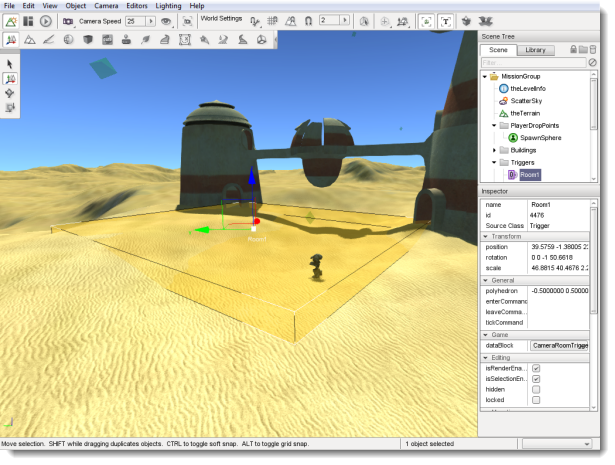 File Edit View Object Camera Editors Lighting Help
Camera Speed 25
World Settings
2
T
Scene Tree
Scene Library
Filter...
MissionGroup
theLevelInfo
ScatterSky
theTerrain
PlayerDropPoints
SpawnSphere
Buildings
Triggers
Room1
Inspector
name Room1
id 4476
Source Class Trigger
Transform
position 39.5759 -1.38005 2
rotation 0 0 -1 50.6618
scale 46.8815 40.4676 2.
General
polyhedron -0.5000000 0.50000
enterCommand
leaveComma...
tickCommand
Game
dataBlock CameraRoomTrigge
Editing
isRenderEna...
isSelectionEn...
hidden
locked
Room1
Move selection. SHIFT while dragging duplicates objects. CTRL to toggle soft snap. ALT to toggle grid snap.
1 object selected